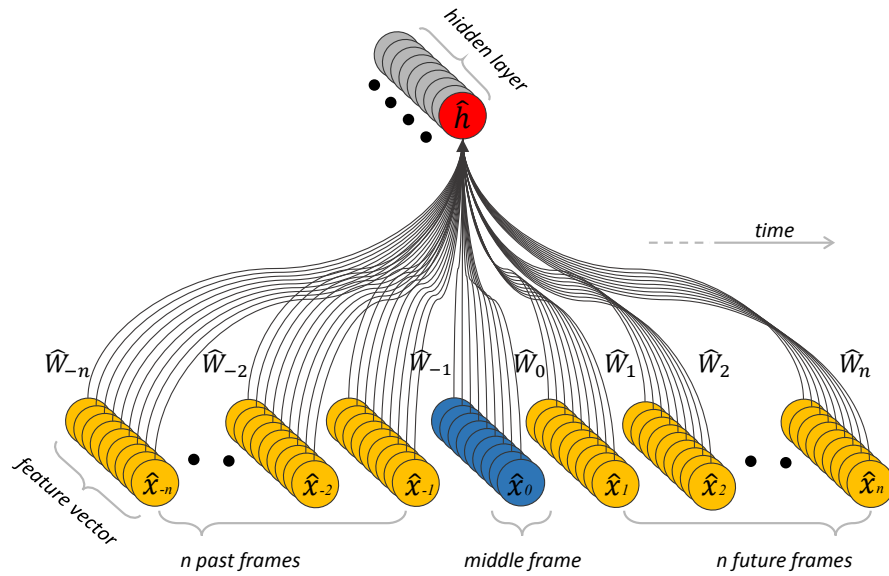 hidden layer
ĥ
time
Ŵ₋ₙ
Ŵ₋₂
Ŵ₋₁
Ŵ₀
Ŵ₁
Ŵ₂
Ŵₙ
x̂₋ₙ
x̂₋₂
x̂₋₁
x̂₀
x̂₁
x̂₂
x̂ₙ
feature vector
n past frames
middle frame
n future frames